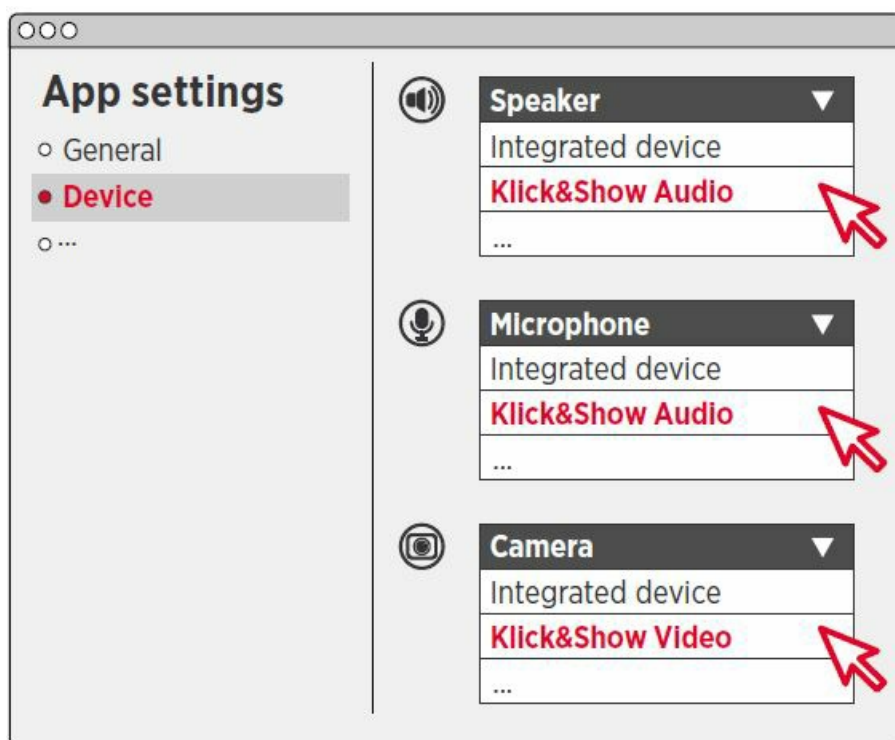 App settings
General
Device
...
Speaker
Integrated device
Klick&Show Audio
...
Microphone
Integrated device
Klick&Show Audio
...
Camera
Integrated device
Klick&Show Video
...